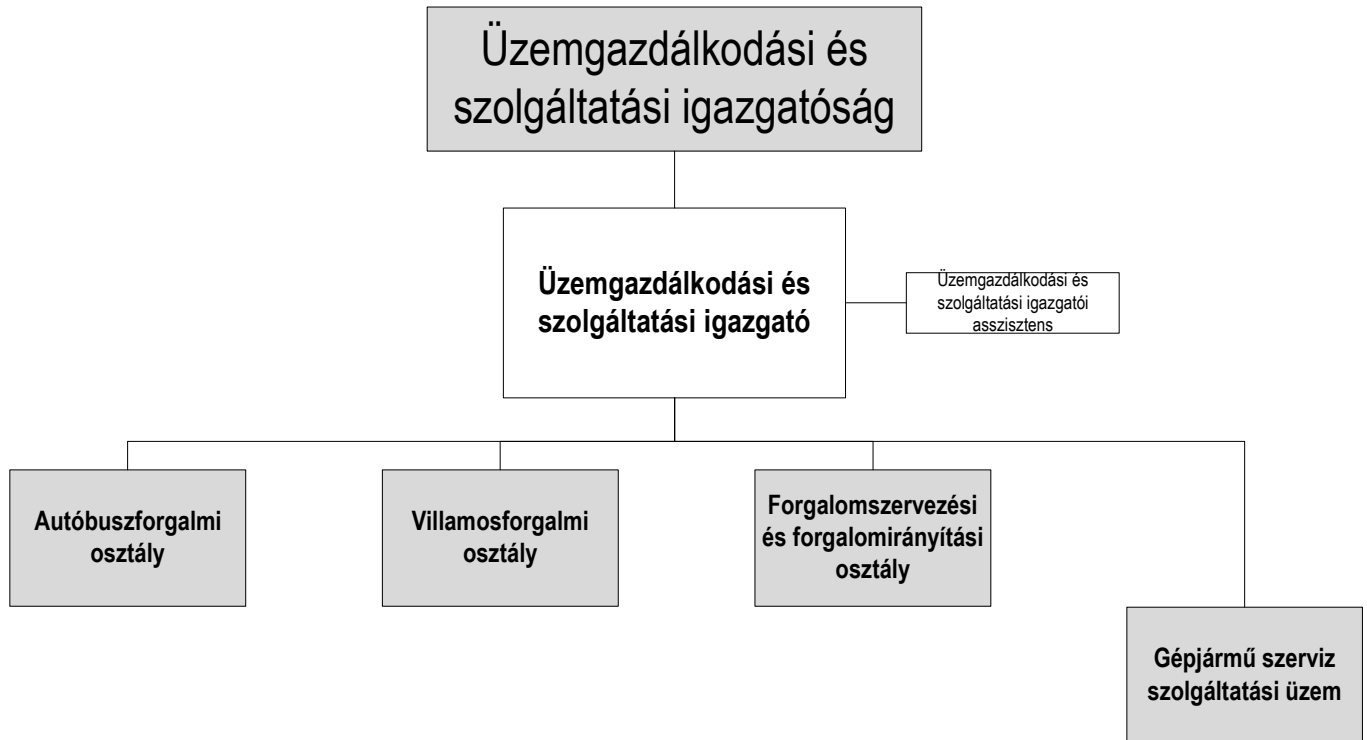 Üzemgazdálkodási és
szolgáltatási igazgatóság
Üzemgazdálkodási és
szolgáltatási igazgató
Üzemgazdálkodási és
szolgáltatási igazgatói
asszisztens
Autóbuszforgalmi
osztály
Villamosforgalmi
osztály
Forgalomszervezési
és forgalomirányítási
osztály
Gépjármű szerviz
szolgáltatási üzem